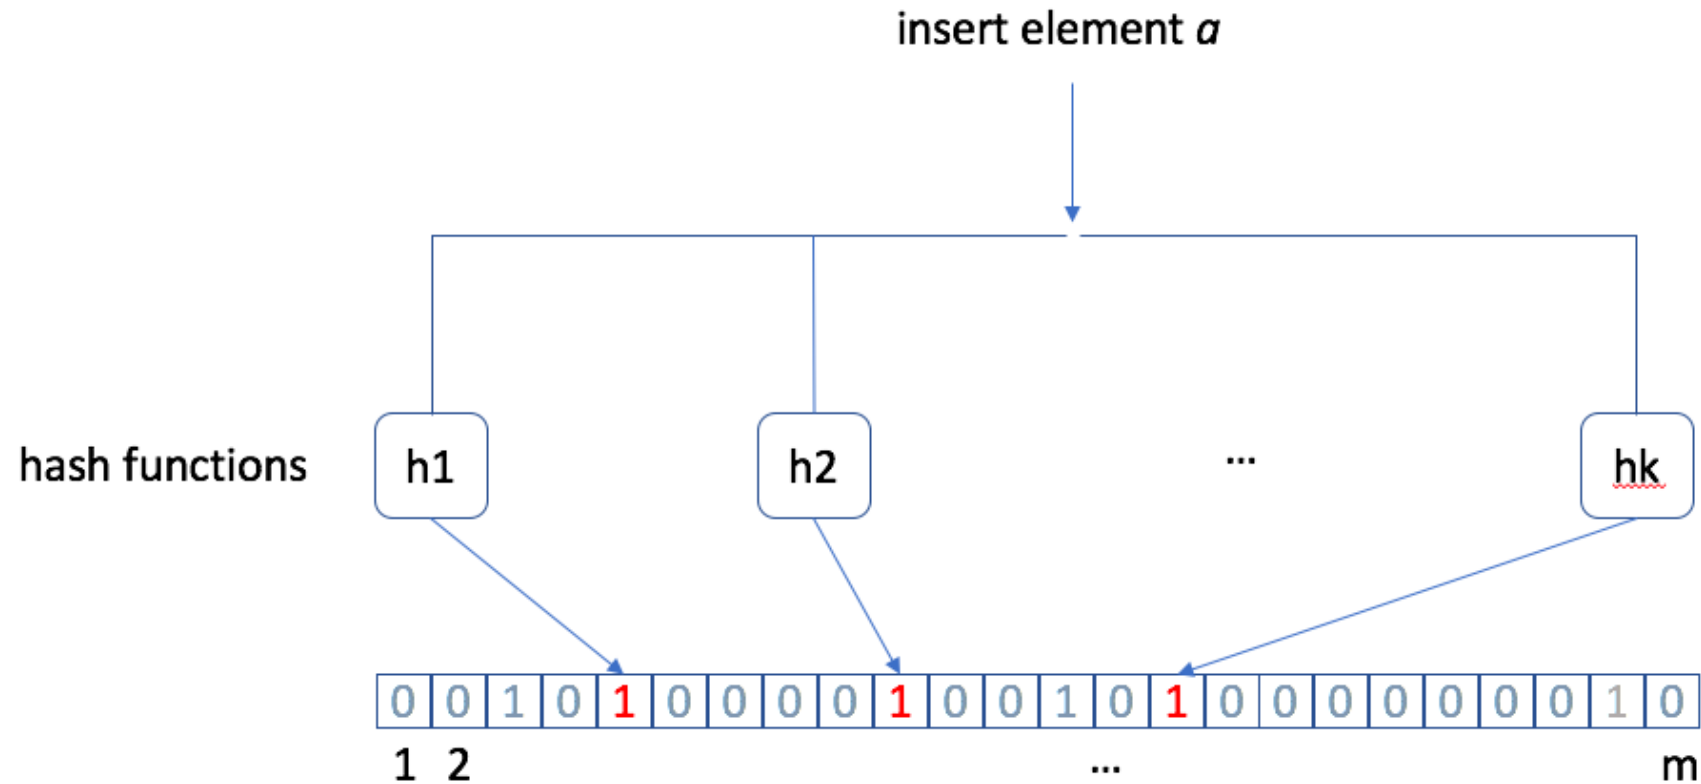 insert element a
hash functions h1 h2 ... hk
0 0 1 0 1 0 0 0 0 1 0 0 1 0 1 0 0 0 0 0 0 0 1 0
1 2 ... m